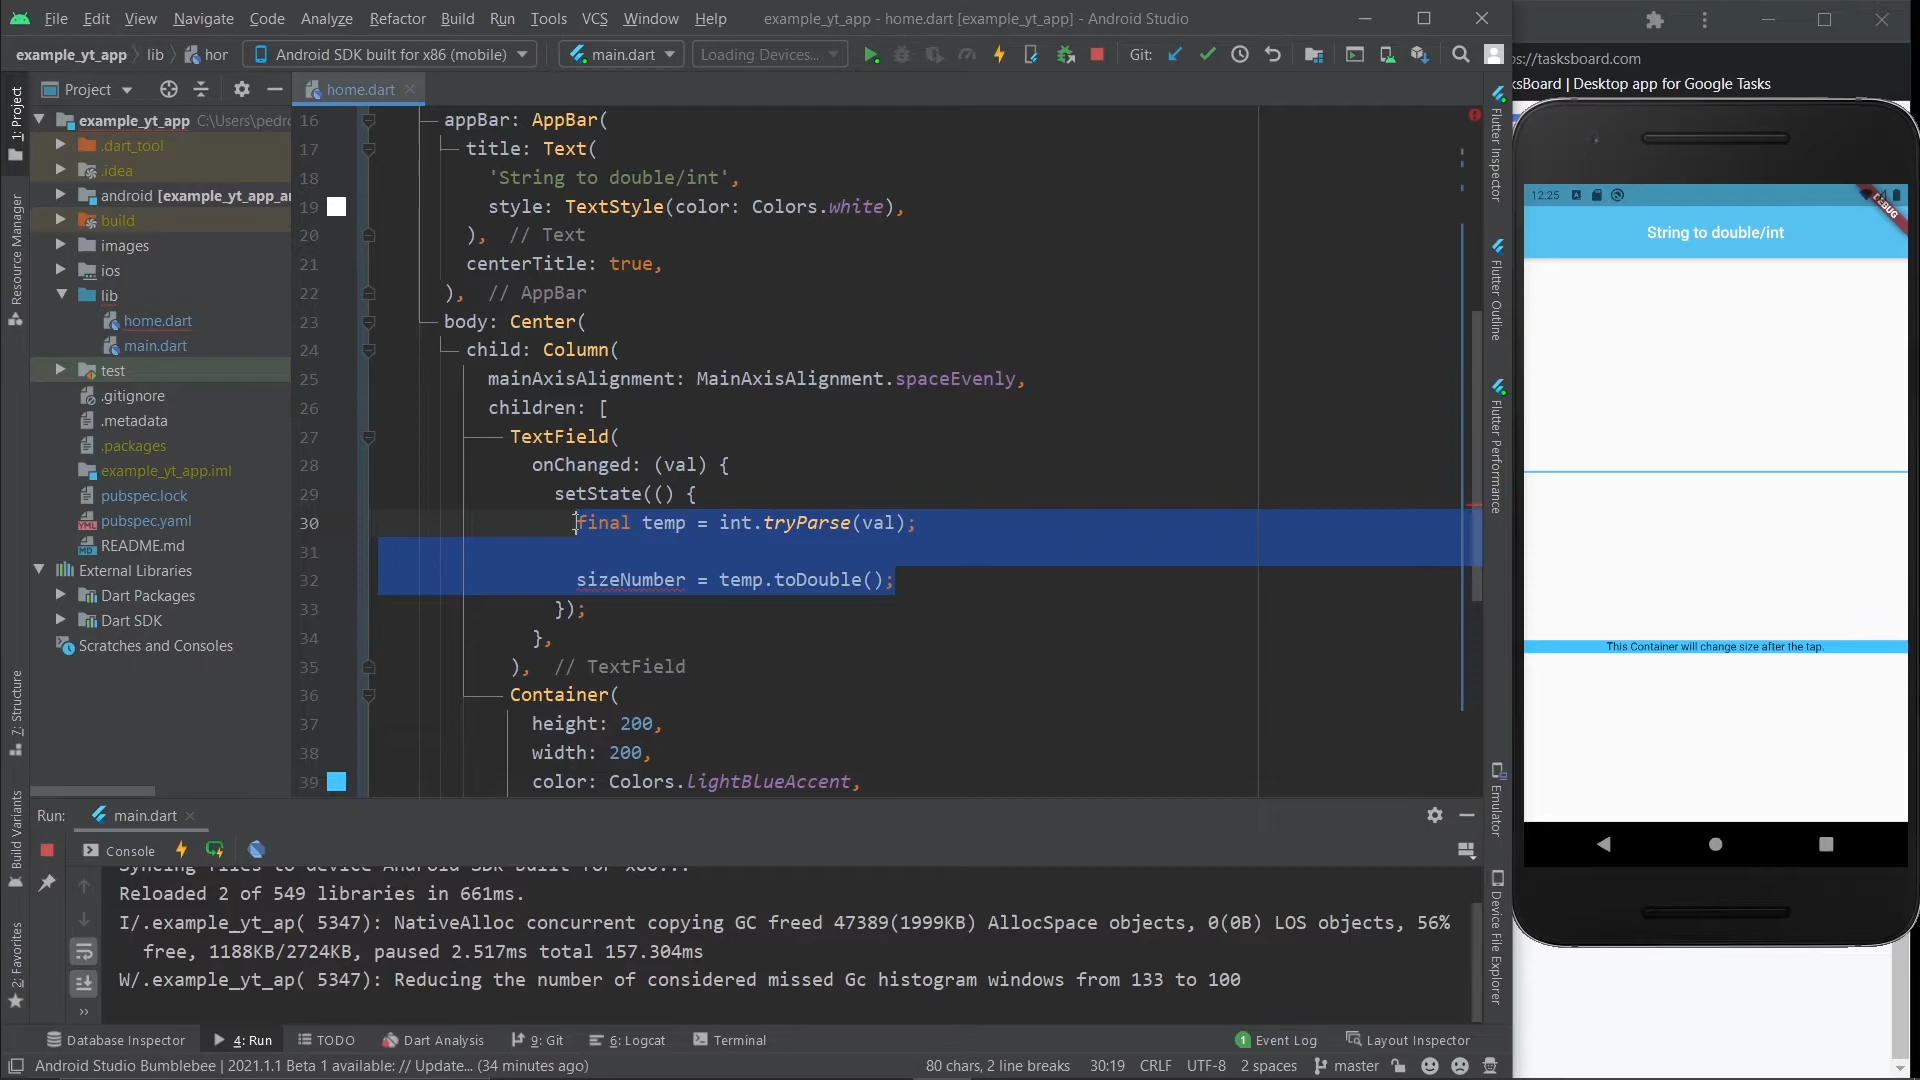 File Edit View Navigate Code Analyze Refactor Build Run Tools VCS Window Help example_yt_app - home.dart [example_yt_app] - Android Studio
example_yt_app lib hor Android SDK built for x86 (mobile) main.dart Loading Devices... Git:
s://tasksboard.com
ksBoard | Desktop app for Google Tasks
1: Project
Resource Manager
7: Structure
Build Variants
2: Favorites
Project
home.dart
example_yt_app C:\Users\pedro
.dart_tool
.idea
android [example_yt_app_an
build
images
ios
lib
home.dart
main.dart
test
.gitignore
.metadata
.packages
example_yt_app.iml
pubspec.lock
pubspec.yaml
README.md
External Libraries
Dart Packages
Dart SDK
Scratches and Consoles
16 appBar: AppBar(
17 title: Text(
18 'String to double/int',
19 style: TextStyle(color: Colors.white),
20 ), // Text
21 centerTitle: true,
22 ), // AppBar
23 body: Center(
24 child: Column(
25 mainAxisAlignment: MainAxisAlignment.spaceEvenly,
26 children: [
27 TextField(
28 onChanged: (val) {
29 setState(() {
30 final temp = int.tryParse(val);
31
32 sizeNumber = temp.toDouble();
33 });
34 },
35 ), // TextField
36 Container(
37 height: 200,
38 width: 200,
39 color: Colors.lightBlueAccent,
Flutter Inspector
Flutter Outline
Flutter Performance
Emulator
Device File Explorer
12:25
DEBUG
String to double/int
This Container will change size after the tap.
Run: main.dart
Console
Syncing files to device Android SDK built for x86...
Reloaded 2 of 549 libraries in 661ms.
I/.example_yt_ap( 5347): NativeAlloc concurrent copying GC freed 47389(1999KB) AllocSpace objects, 0(0B) LOS objects, 56%
free, 1188KB/2724KB, paused 2.517ms total 157.304ms
W/.example_yt_ap( 5347): Reducing the number of considered missed Gc histogram windows from 133 to 100
Database Inspector 4: Run TODO Dart Analysis 9: Git 6: Logcat Terminal 1 Event Log Layout Inspector
Android Studio Bumblebee | 2021.1.1 Beta 1 available: // Update... (34 minutes ago) 80 chars, 2 line breaks 30:19 CRLF UTF-8 2 spaces master